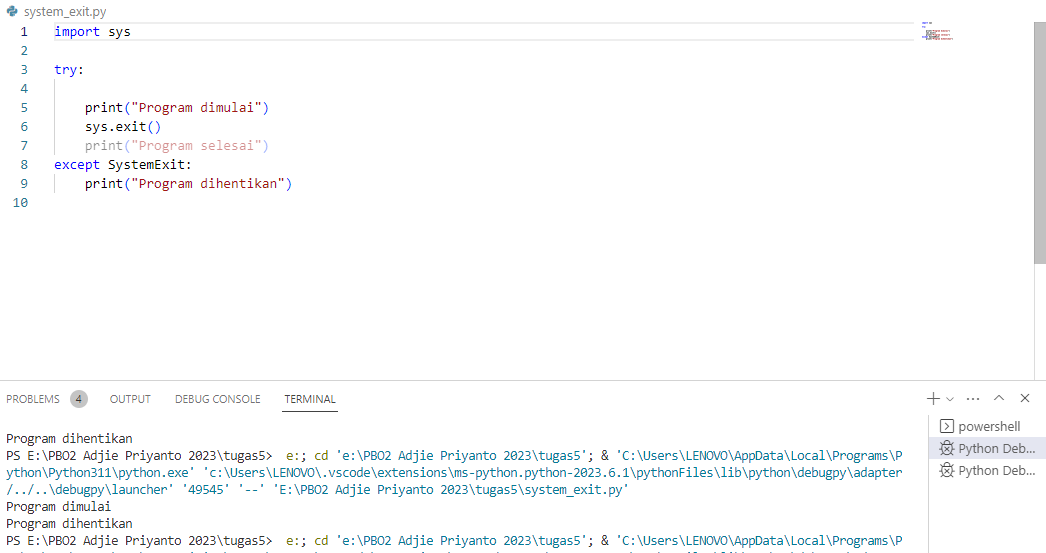 system_exit.py
1 import sys
2
3 try:
4
5 print("Program dimulai")
6 sys.exit()
7 print("Program selesai")
8 except SystemExit:
9 print("Program dihentikan")
10
PROBLEMS 4 OUTPUT DEBUG CONSOLE TERMINAL
powershell
Python Deb...
Python Deb...
Program dihentikan
PS E:\PBO2 Adjie Priyanto 2023\tugas5> e:; cd 'e:\PBO2 Adjie Priyanto 2023\tugas5'; & 'C:\Users\LENOVO\AppData\Local\Programs\P
ython\Python311\python.exe' 'c:\Users\LENOVO\.vscode\extensions\ms-python.python-2023.6.1\pythonFiles\lib\python\debugpy\adapter
/../..\debugpy\launcher' '49545' '--' 'E:\PBO2 Adjie Priyanto 2023\tugas5\system_exit.py'
Program dimulai
Program dihentikan
PS E:\PBO2 Adjie Priyanto 2023\tugas5> e:; cd 'e:\PBO2 Adjie Priyanto 2023\tugas5'; & 'C:\Users\LENOVO\AppData\Local\Programs\P